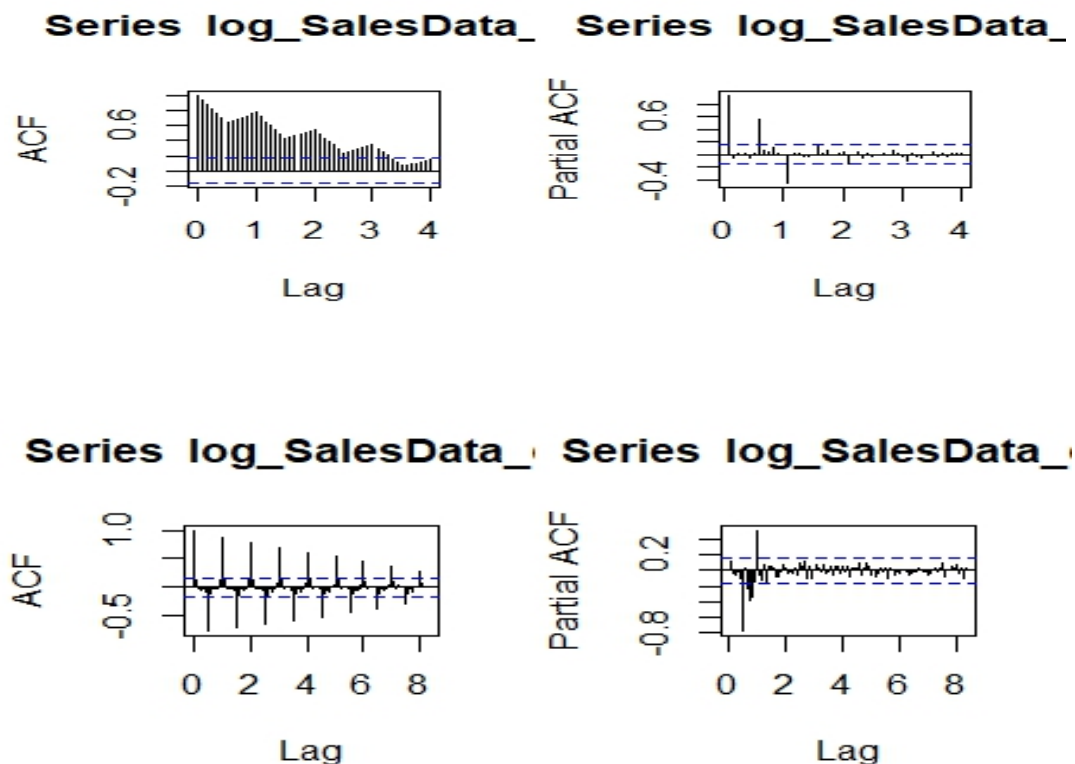 Series log_SalesData_
ACF
0.6
-0.2
0 1 2 3 4
Lag
Series log_SalesData_
Partial ACF
0.6
-0.4
0 1 2 3 4
Lag
Series log_SalesData_
ACF
1.0
-0.5
0 2 4 6 8
Lag
Series log_SalesData_
Partial ACF
0.2
-0.8
0 2 4 6 8
Lag